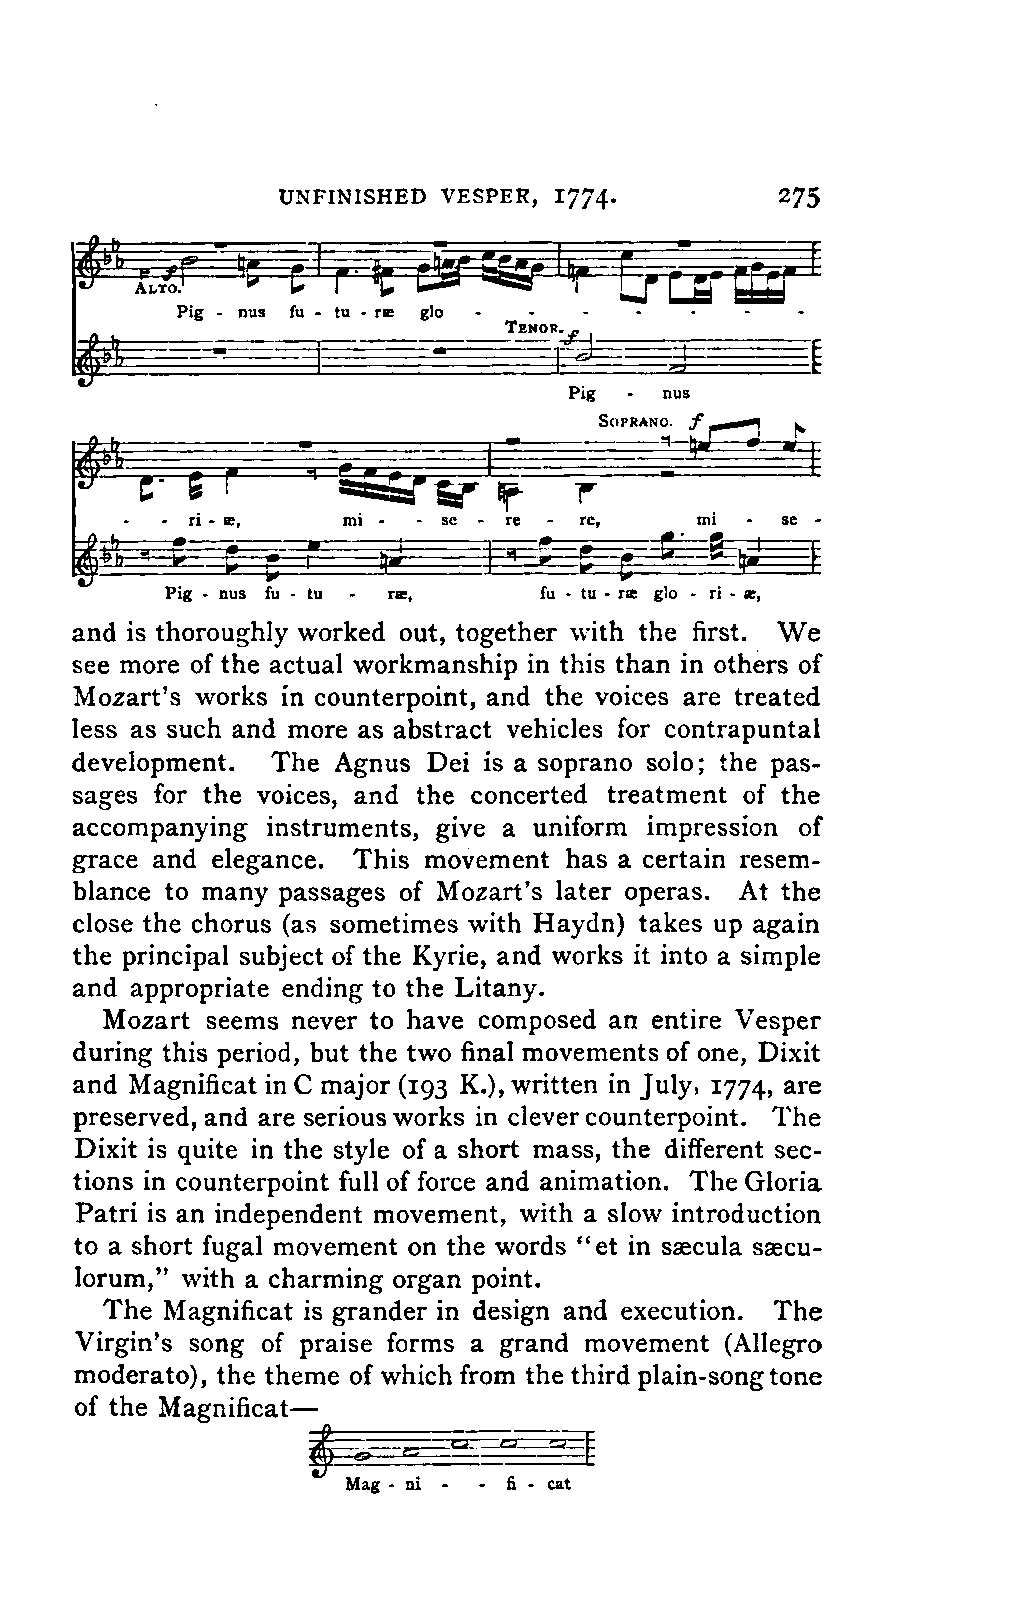 UNFINISHED VESPER, 1774. 275
f
ALTO.
Pig - nus fu - tu - ræ glo - - - - - - -
TENOR. f
Pig - nus
SOPRANO. f
- - ri - æ, mi - - se - re - re, mi - se -
Pig - nus fu - tu - ræ, fu - tu - ræ glo - ri - æ,
and is thoroughly worked out, together with the first. We
see more of the actual workmanship in this than in others of
Mozart's works in counterpoint, and the voices are treated
less as such and more as abstract vehicles for contrapuntal
development. The Agnus Dei is a soprano solo; the pas-
sages for the voices, and the concerted treatment of the
accompanying instruments, give a uniform impression of
grace and elegance. This movement has a certain resem-
blance to many passages of Mozart's later operas. At the
close the chorus (as sometimes with Haydn) takes up again
the principal subject of the Kyrie, and works it into a simple
and appropriate ending to the Litany.
Mozart seems never to have composed an entire Vesper
during this period, but the two final movements of one, Dixit
and Magnificat in C major (193 K.), written in July, 1774, are
preserved, and are serious works in clever counterpoint. The
Dixit is quite in the style of a short mass, the different sec-
tions in counterpoint full of force and animation. The Gloria
Patri is an independent movement, with a slow introduction
to a short fugal movement on the words "et in sæcula sæcu-
lorum," with a charming organ point.
The Magnificat is grander in design and execution. The
Virgin's song of praise forms a grand movement (Allegro
moderato), the theme of which from the third plain-song tone
of the Magnificat—
Mag - ni - - fi - cat